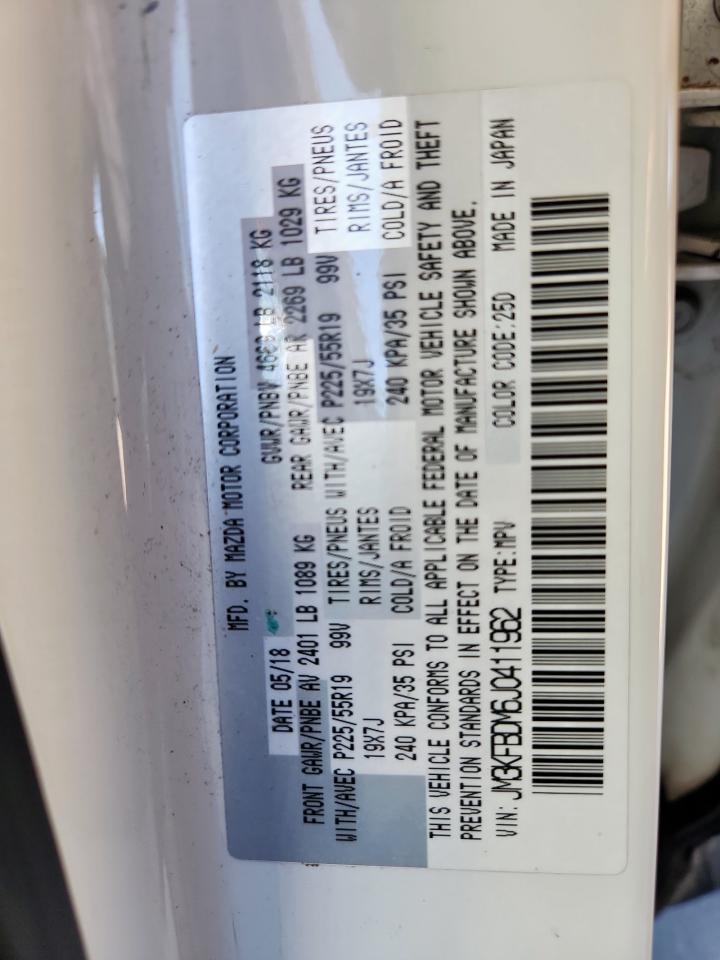 MFD. BY MAZDA MOTOR CORPORATION
DATE 05/18 GVWR/PNBV LB 2118 KG
FRONT GAWR/PNBE AV 2401 LB 1089 KG REAR GAWR/PNBE AR 2269 LB 1029 KG
WITH/AVEC P225/55R19 99V TIRES/PNEUS WITH/AVEC P225/55R19 99V TIRES/PNEUS
19X7J RIMS/JANTES 19X7J RIMS/JANTES
240 KPA/35 PSI COLD/A FROID 240 KPA/35 PSI COLD/A FROID
THIS VEHICLE CONFORMS TO ALL APPLICABLE FEDERAL MOTOR VEHICLE SAFETY AND THEFT
PREVENTION STANDARDS IN EFFECT ON THE DATE OF MANUFACTURE SHOWN ABOVE.
VIN: JM3KFBDM6J0411962 TYPE:MPV COLOR CODE:25D MADE IN JAPAN